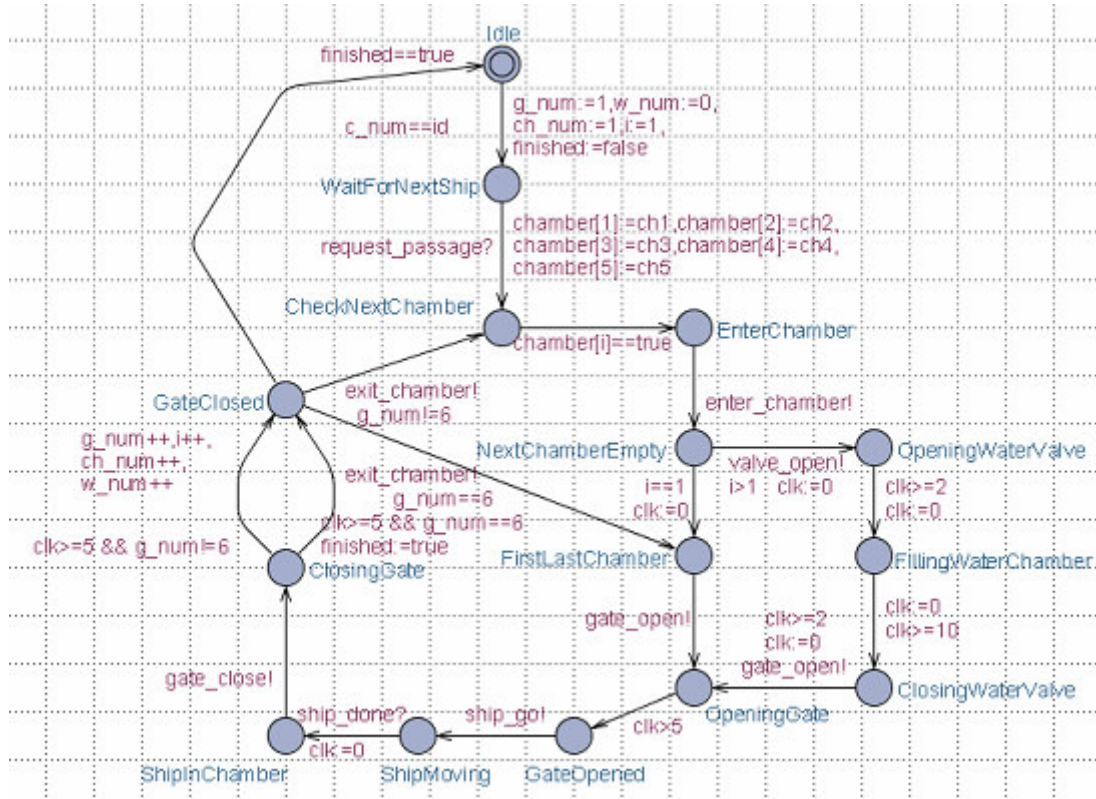 Idle
finished==true
g_num:=1,w_num:=0,
ch_num:=1,i:=1,
finished:=false
c_num==id
WaitForNextShip
chamber[1]:=ch1,chamber[2]:=ch2,
chamber[3]:=ch3,chamber[4]:=ch4,
chamber[5]:=ch5
request_passage?
CheckNextChamber
chamber[i]==true
EnterChamber
GateClosed
exit_chamber!
g_num!=6
enter_chamber!
g_num++,i++,
ch_num++,
w_num++
NextChamberEmpty
valve_open!
i>1 clk:=0
OpeningWaterValve
exit_chamber!
g_num==6
i==1
clk:=0
clk>=2
clk:=0
clk>=5 && g_num!=6
clk>=5 && g_num==6
finished:=true
ClosingGate
FirstLastChamber
FillingWaterChamber
gate_open!
clk>=2
clk:=0
gate_open!
clk:=0
clk>=10
gate_close!
ClosingWaterValve
OpeningGate
clk>5
ship_done?
clk:=0
ship_go!
ShipInChamber
ShipMoving
GateOpened